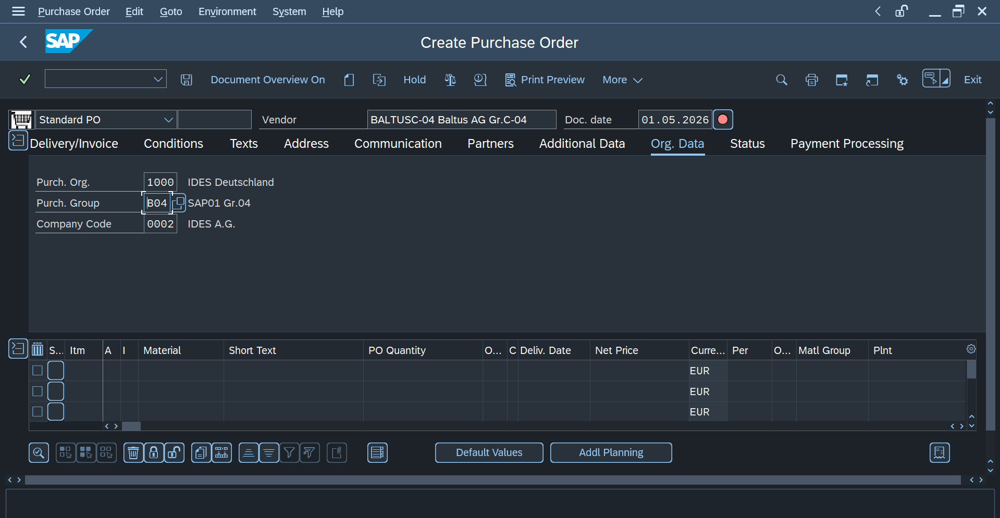 Purchase Order Edit Goto Environment System Help
SAP Create Purchase Order
Document Overview On Hold Print Preview More Exit
Standard PO Vendor BALTUSC-04 Baltus AG Gr.C-04 Doc. date 01.05.2026
Delivery/Invoice Conditions Texts Address Communication Partners Additional Data Org. Data Status Payment Processing
Purch. Org. 1000 IDES Deutschland
Purch. Group B04 SAP01 Gr.04
Company Code 0002 IDES A.G.
S... Itm A I Material Short Text PO Quantity O... C Deliv. Date Net Price Curre... Per O... Matl Group Plnt
EUR
EUR
EUR
Default Values Addl Planning